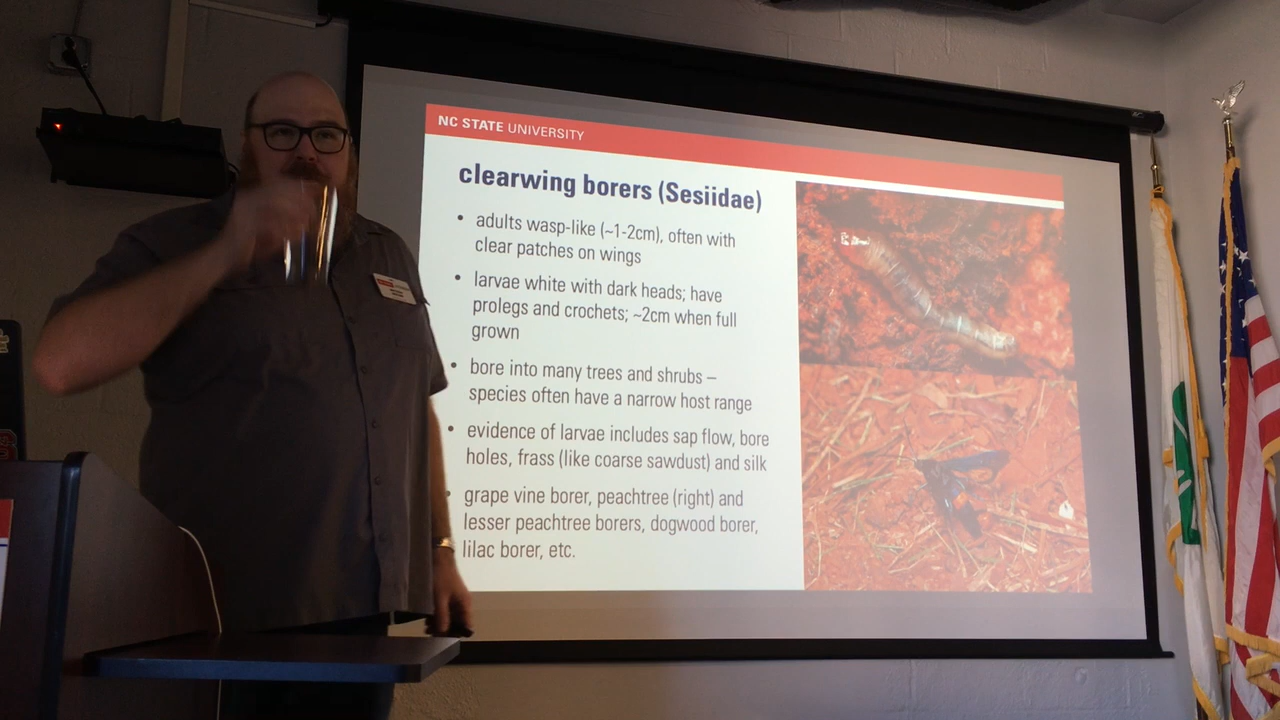 NC STATE UNIVERSITY
clearwing borers (Sesiidae)
• adults wasp-like (~1-2cm), often with
clear patches on wings
• larvae white with dark heads; have
prolegs and crochets; ~2cm when full
grown
• bore into many trees and shrubs –
species often have a narrow host range
• evidence of larvae includes sap flow, bore
holes, frass (like coarse sawdust) and silk
• grape vine borer, peachtree (right) and
lesser peachtree borers, dogwood borer,
lilac borer, etc.